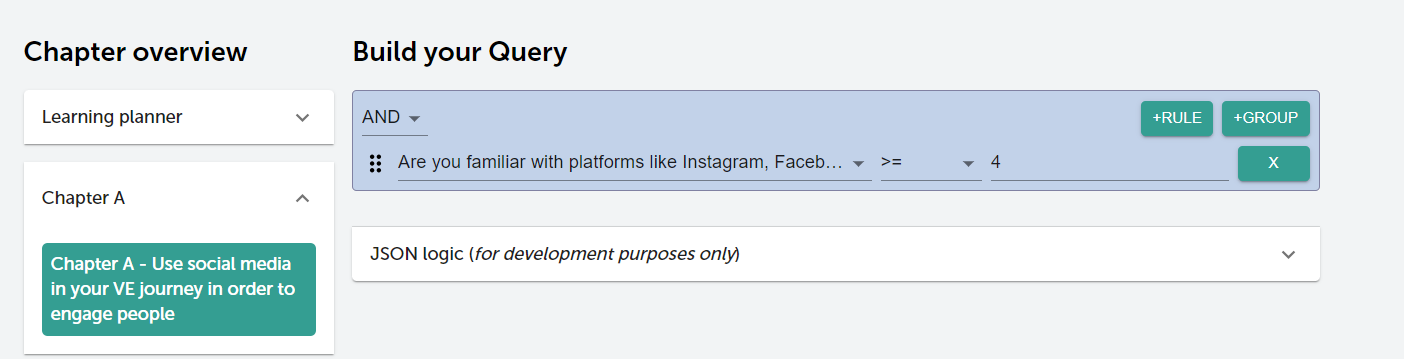 Chapter overview
Build your Query
Learning planner
AND
+RULE
+GROUP
Are you familiar with platforms like Instagram, Faceb...
>=
4
X
Chapter A
Chapter A - Use social media
in your VE journey in order to
engage people
JSON logic (for development purposes only)